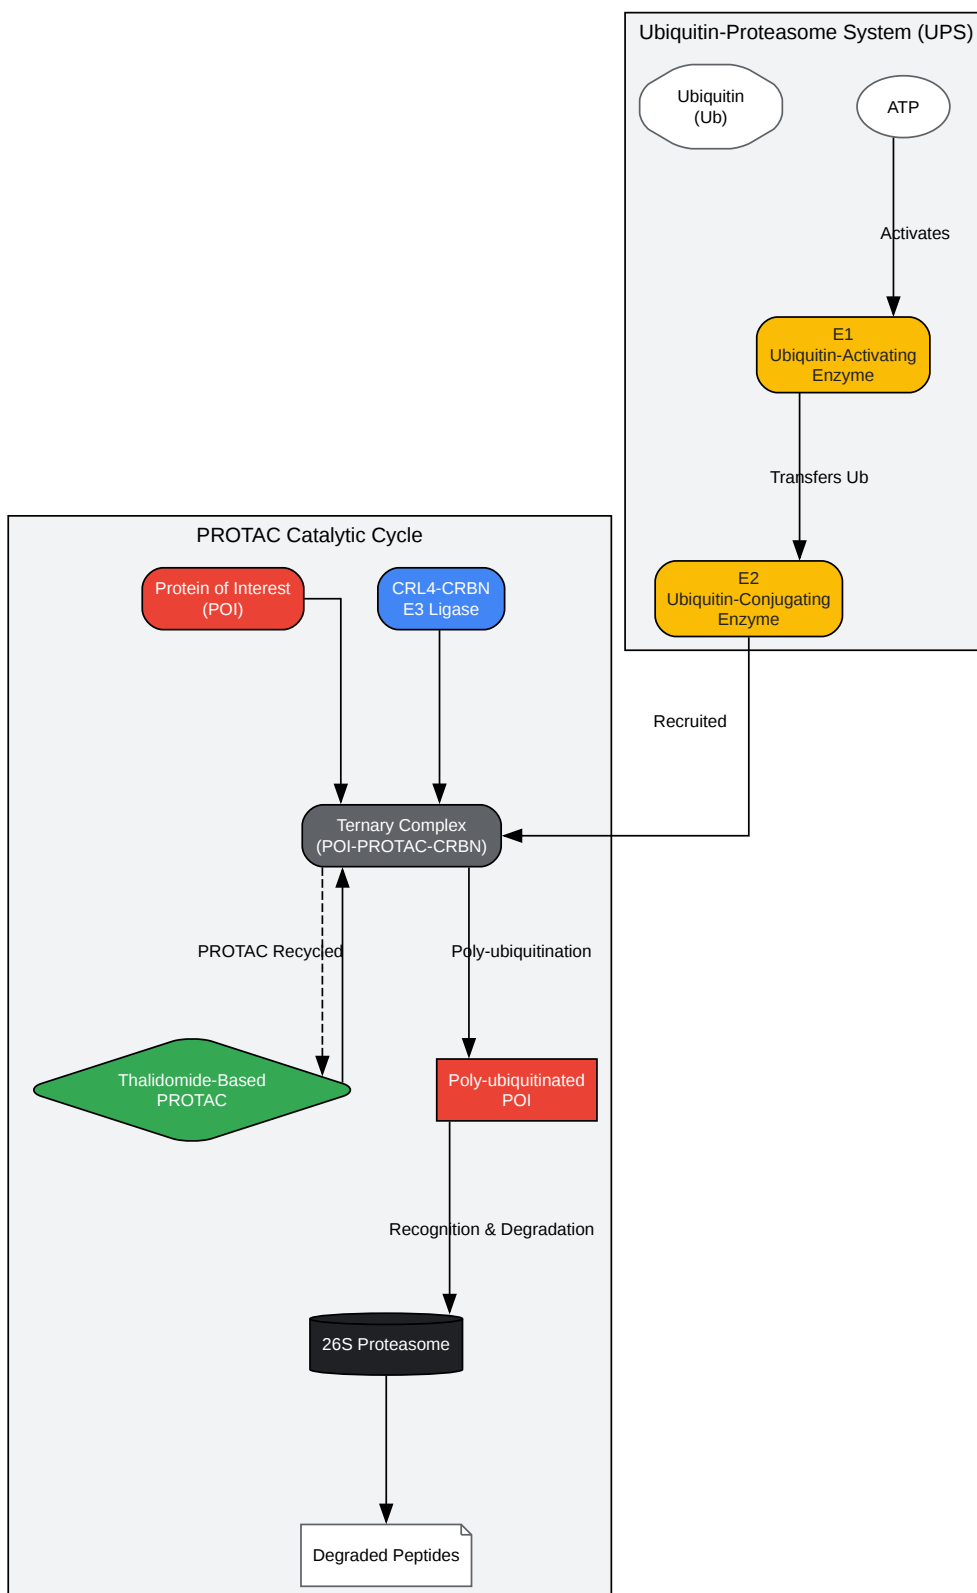 Ubiquitin-Proteasome System (UPS)
Ubiquitin
(Ub)
ATP
Activates
E1
Ubiquitin-Activating
Enzyme
Transfers Ub
E2
Ubiquitin-Conjugating
Enzyme
Recruited
PROTAC Catalytic Cycle
Protein of Interest
(POI)
CRL4-CRBN
E3 Ligase
Ternary Complex
(POI-PROTAC-CRBN)
PROTAC Recycled
Poly-ubiquitination
Thalidomide-Based
PROTAC
Poly-ubiquitinated
POI
Recognition & Degradation
26S Proteasome
Degraded Peptides